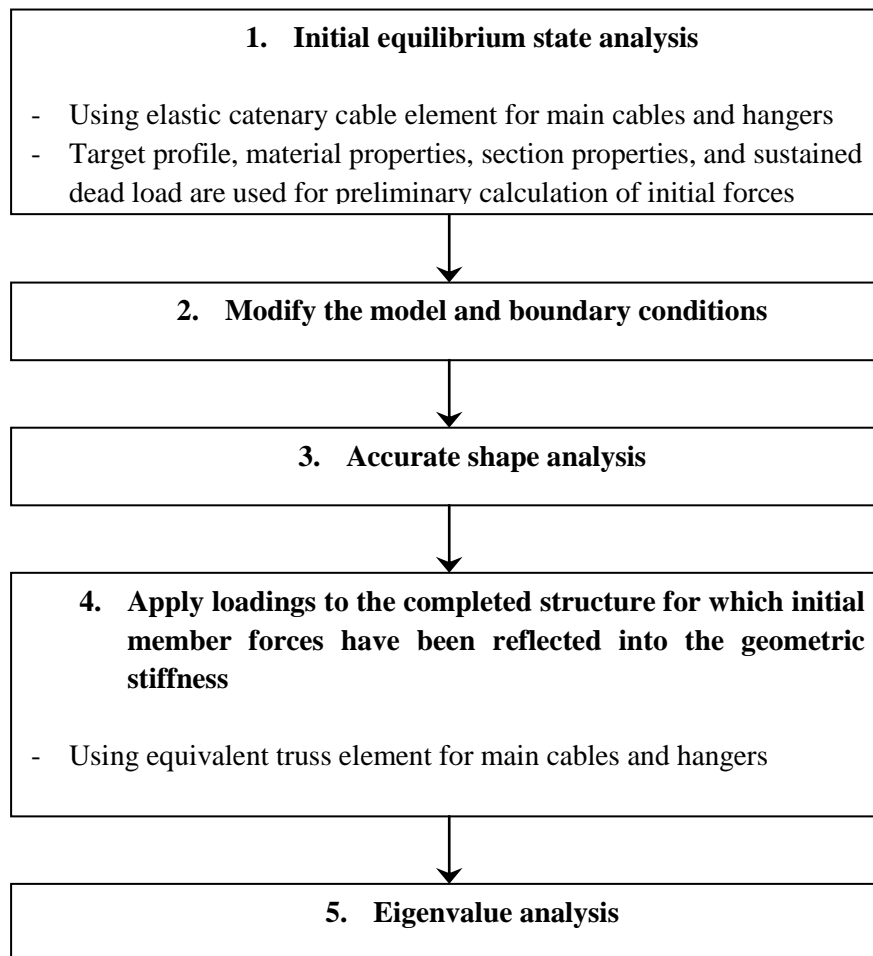 1. Initial equilibrium state analysis
- Using elastic catenary cable element for main cables and hangers
- Target profile, material properties, section properties, and sustained
dead load are used for preliminary calculation of initial forces
2. Modify the model and boundary conditions
3. Accurate shape analysis
4. Apply loadings to the completed structure for which initial
member forces have been reflected into the geometric
stiffness
- Using equivalent truss element for main cables and hangers
5. Eigenvalue analysis